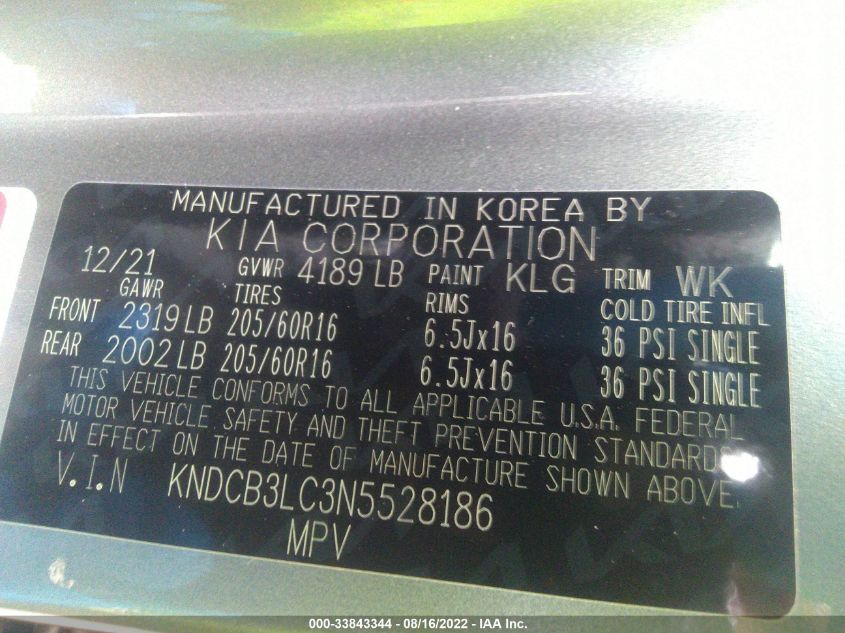 MANUFACTURED IN KOREA BY
KIA CORPORATION
12/21 GVWR 4189 LB PAINT KLG TRIM WK
GAWR TIRES RIMS COLD TIRE INFL
FRONT 2319 LB 205/60R16 6.5Jx16 36 PSI SINGLE
REAR 2002 LB 205/60R16 6.5Jx16 36 PSI SINGLE
THIS VEHICLE CONFORMS TO ALL APPLICABLE U.S.A. FEDERAL
MOTOR VEHICLE SAFETY AND THEFT PREVENTION STANDARDS
IN EFFECT ON THE DATE OF MANUFACTURE SHOWN ABOVE.
V.I.N KNDCB3LC3N5528186
MPV
000-33843344 - 08/16/2022 - IAA Inc.